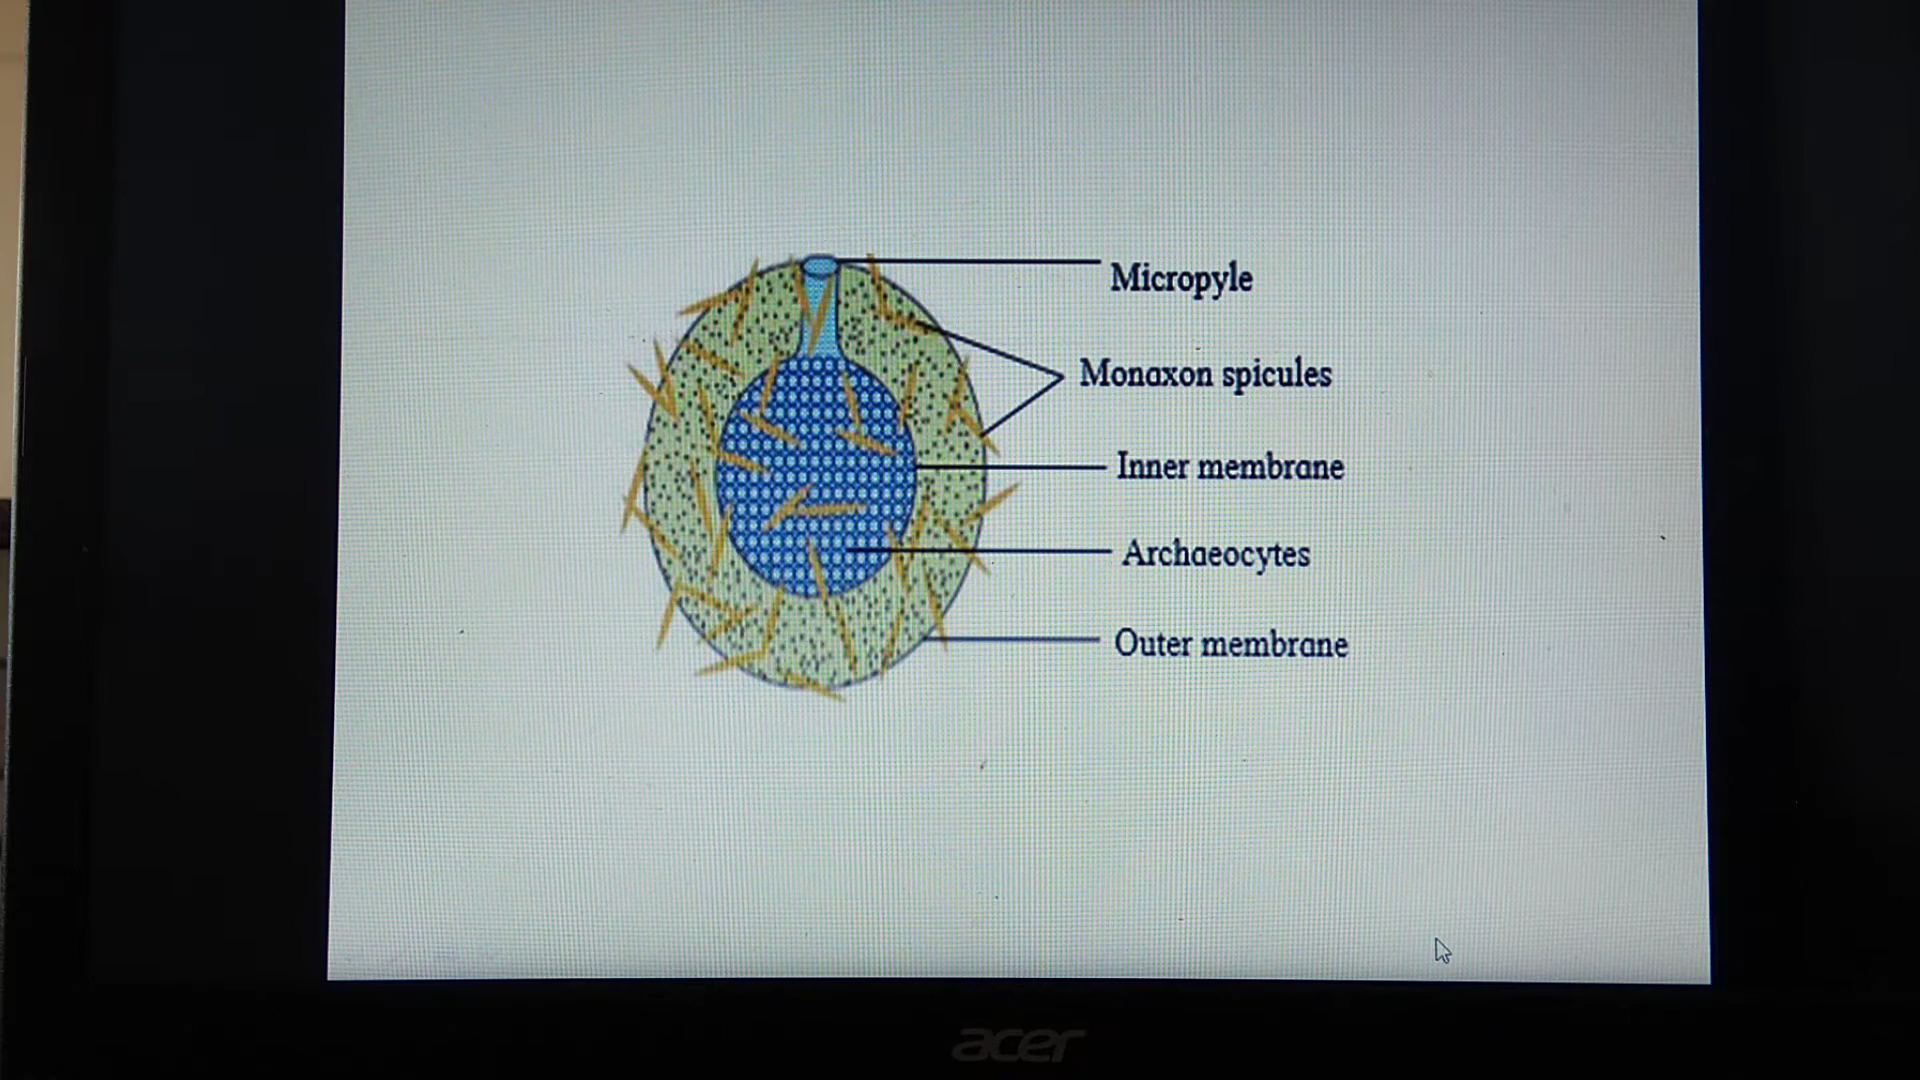 Micropyle
Monaxon spicules
Inner membrane
Archaeocytes
Outer membrane
acer